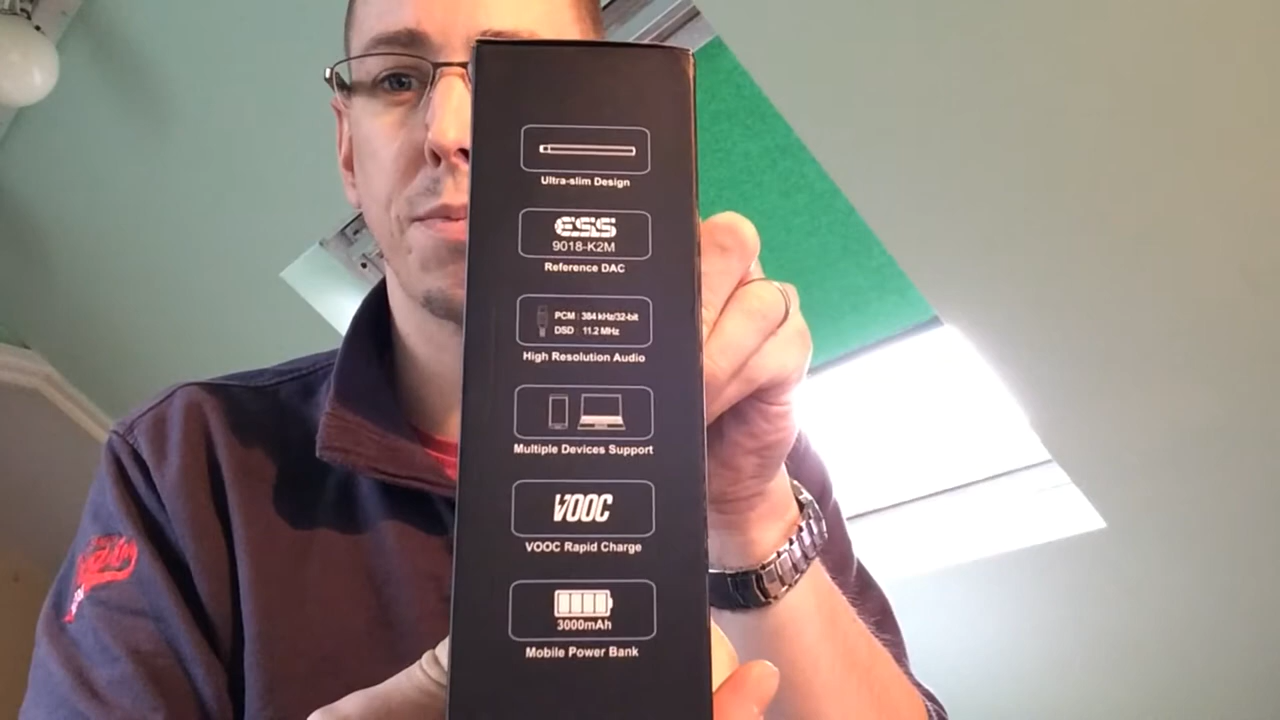 Ultra-slim Design
ESS
9018-K2M
Reference DAC
PCM | 384 kHz/32-bit
DSD | 11.2 MHz
High Resolution Audio
Multiple Devices Support
VOOC
VOOC Rapid Charge
3000mAh
Mobile Power Bank